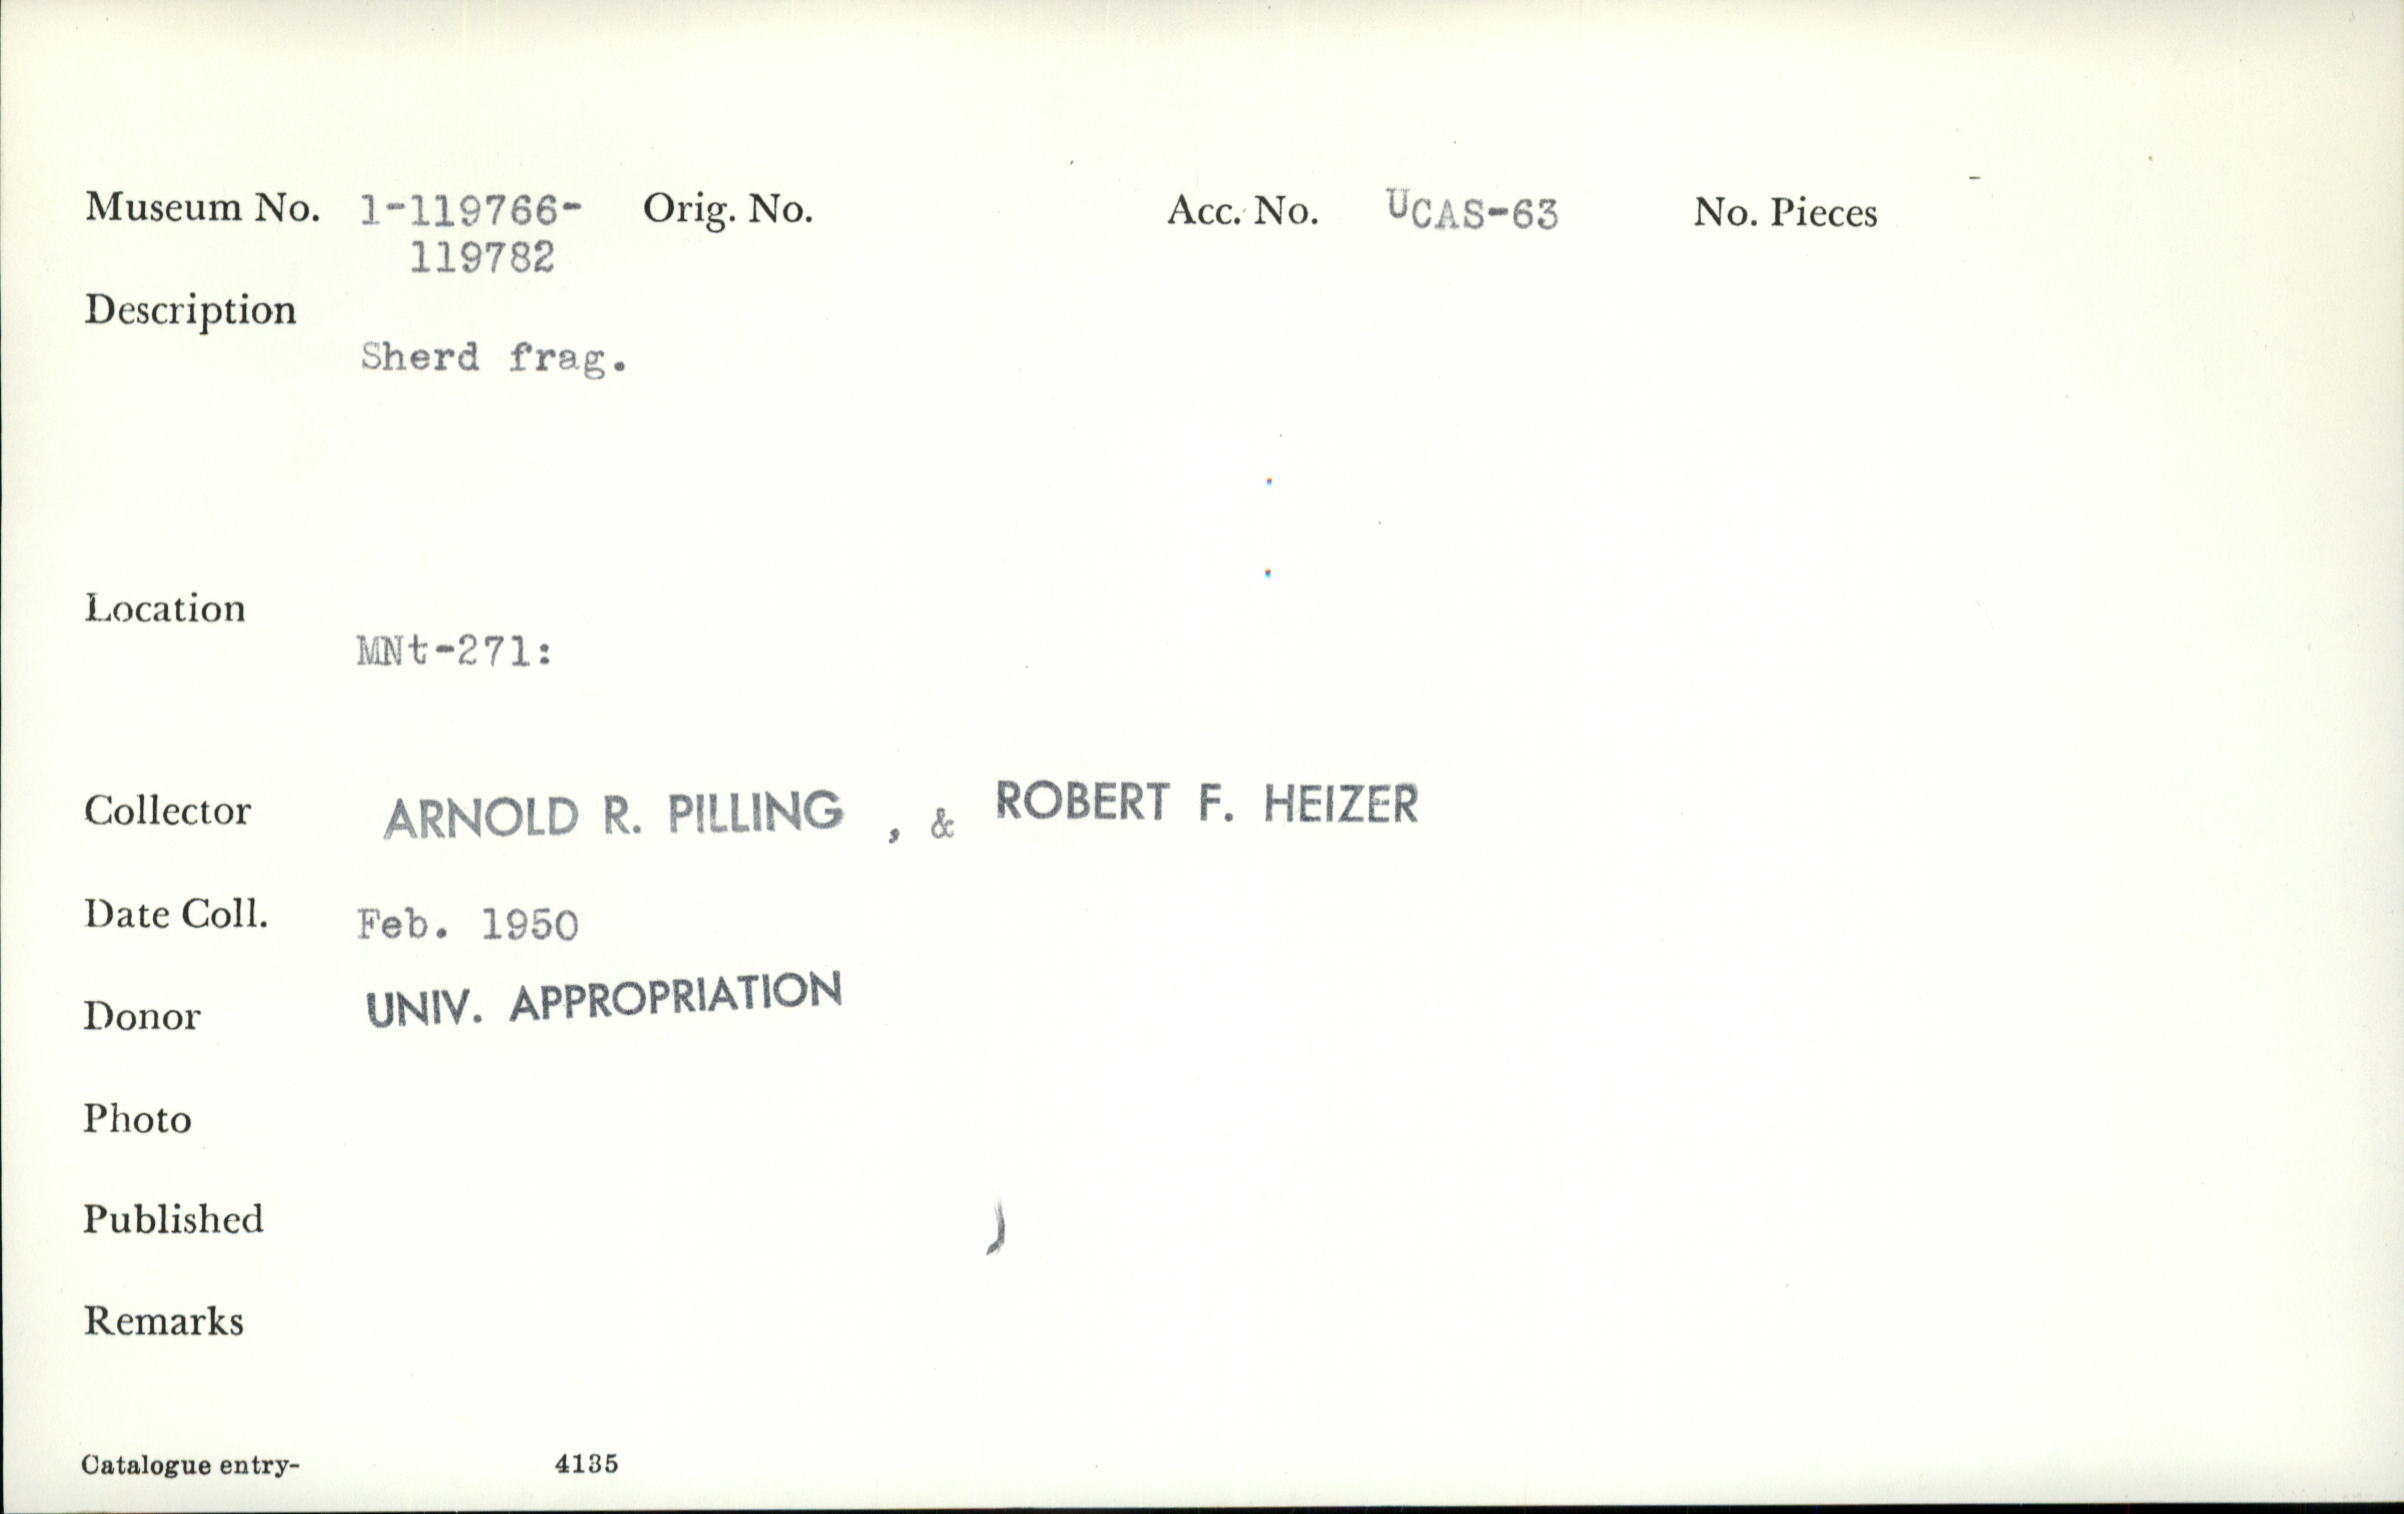 Museum No. 1-119766- Orig. No. Acc. No. UCAS-63 No. Pieces
119782
Description
Sherd frag.
Location
MNt-271:
Collector ARNOLD R. PILLING , & ROBERT F. HEIZER
Date Coll. Feb. 1950
Donor UNIV. APPROPRIATION
Photo
Published
Remarks
Catalogue entry- 4135